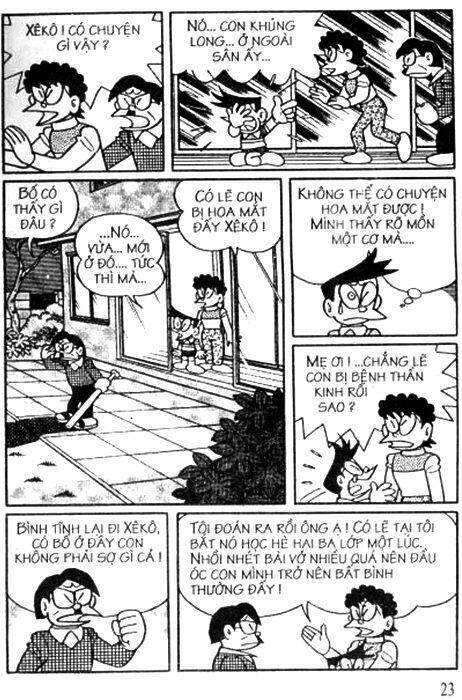 XÊKÔ ! CÓ CHUYỆN
GÌ VẬY ?
NÓ... CON KHỦNG
LONG... Ở NGOÀI
SÂN ẤY...
BỐ CÓ
THẤY GÌ
ĐÂU ?
...NÓ...
VỪA... MỚI
Ở ĐÓ.... TỨC
THÌ MÀ...
CÓ LẼ CON
BỊ HOA MẮT
ĐẤY XÊKÔ !
KHÔNG THỂ CÓ CHUYỆN
HOA MẮT ĐƯỢC !
MÌNH THẤY RÕ MỒN
MỘT CƠ MÀ....
MẸ ƠI ! ...CHẲNG LẼ
CON BỊ BỆNH THẦN
KINH RỒI
SAO ?
BÌNH TĨNH LẠI ĐI XÊKÔ,
CÓ BỐ Ở ĐÂY CON
KHÔNG PHẢI SỢ GÌ CẢ !
TÔI ĐOÁN RA RỒI ÔNG Ạ ! CÓ LẼ TẠI TÔI
BẮT NÓ HỌC HÈ HAI BA LỚP MỘT LÚC.
NHỒI NHÉT BÀI VỞ NHIỀU QUÁ NÊN ĐẦU
ÓC CON MÌNH TRỞ NÊN BẤT BÌNH
THƯỜNG ĐẤY !
23